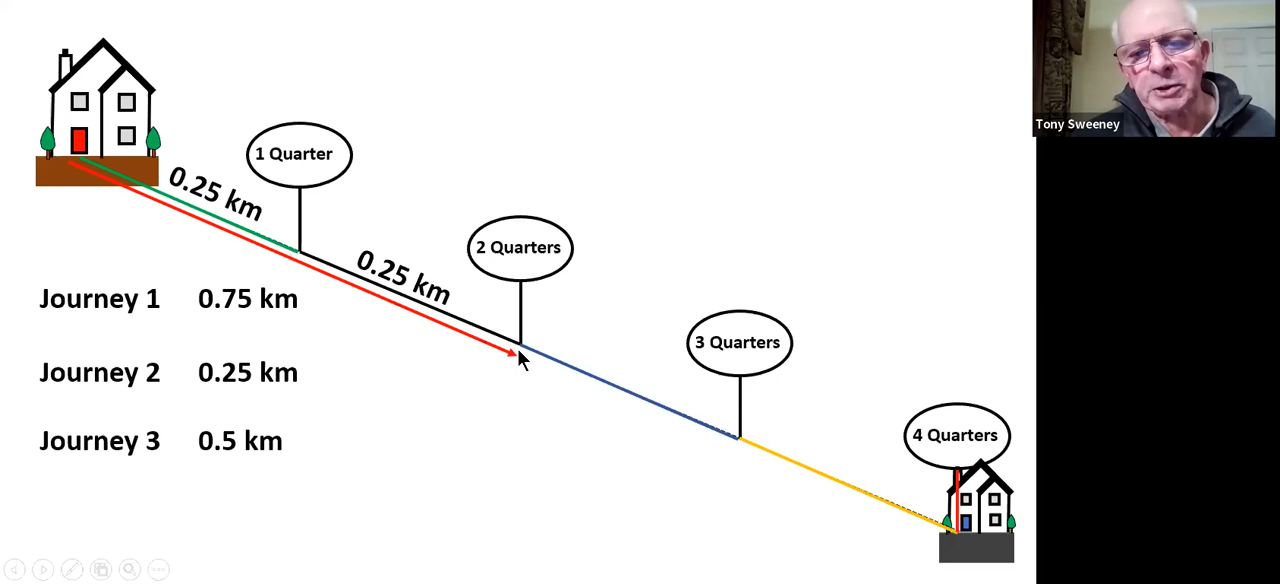 1 Quarter
0.25 km
2 Quarters
0.25 km
Journey 1 0.75 km
3 Quarters
Journey 2 0.25 km
4 Quarters
Journey 3 0.5 km
Tony Sweeney